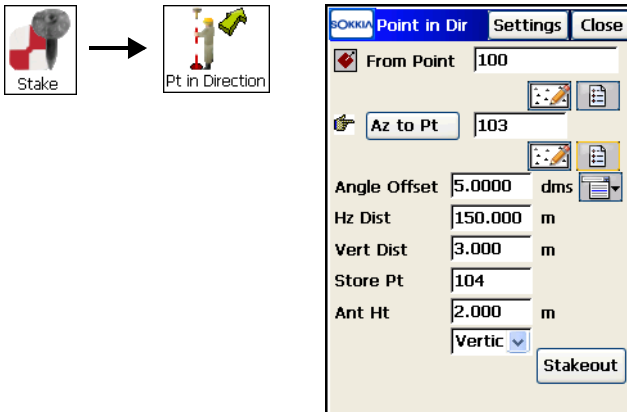 Stake
Pt in Direction
SOKKIA Point in Dir Settings Close
From Point 100
Az to Pt 103
Angle Offset 5.0000 dms
Hz Dist 150.000 m
Vert Dist 3.000 m
Store Pt 104
Ant Ht 2.000 m
Vertic
Stakeout